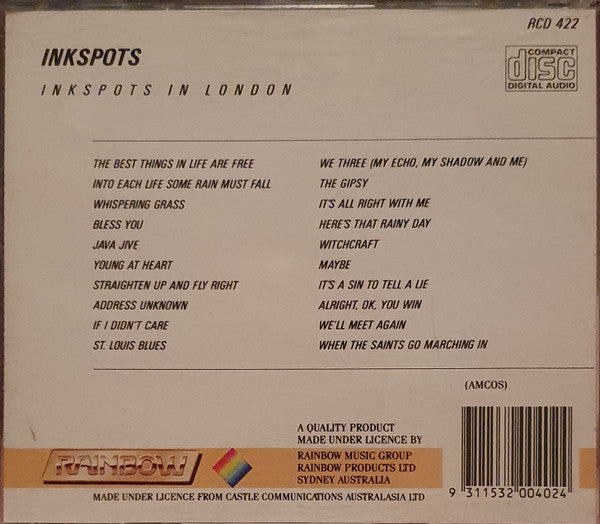 RCD 422
INKSPOTS
INKSPOTS IN LONDON
COMPACT
disc
DIGITAL AUDIO
THE BEST THINGS IN LIFE ARE FREE
INTO EACH LIFE SOME RAIN MUST FALL
WHISPERING GRASS
BLESS YOU
JAVA JIVE
YOUNG AT HEART
STRAIGHTEN UP AND FLY RIGHT
ADDRESS UNKNOWN
IF I DIDN'T CARE
ST. LOUIS BLUES
WE THREE (MY ECHO, MY SHADOW AND ME)
THE GIPSY
IT'S ALL RIGHT WITH ME
HERE'S THAT RAINY DAY
WITCHCRAFT
MAYBE
IT'S A SIN TO TELL A LIE
ALRIGHT, OK, YOU WIN
WE'LL MEET AGAIN
WHEN THE SAINTS GO MARCHING IN
(AMCOS)
RAINBOW
A QUALITY PRODUCT
MADE UNDER LICENCE BY
RAINBOW MUSIC GROUP
RAINBOW PRODUCTS LTD
SYDNEY AUSTRALIA
MADE UNDER LICENCE FROM CASTLE COMMUNICATIONS AUSTRALASIA LTD
9 311532 004024